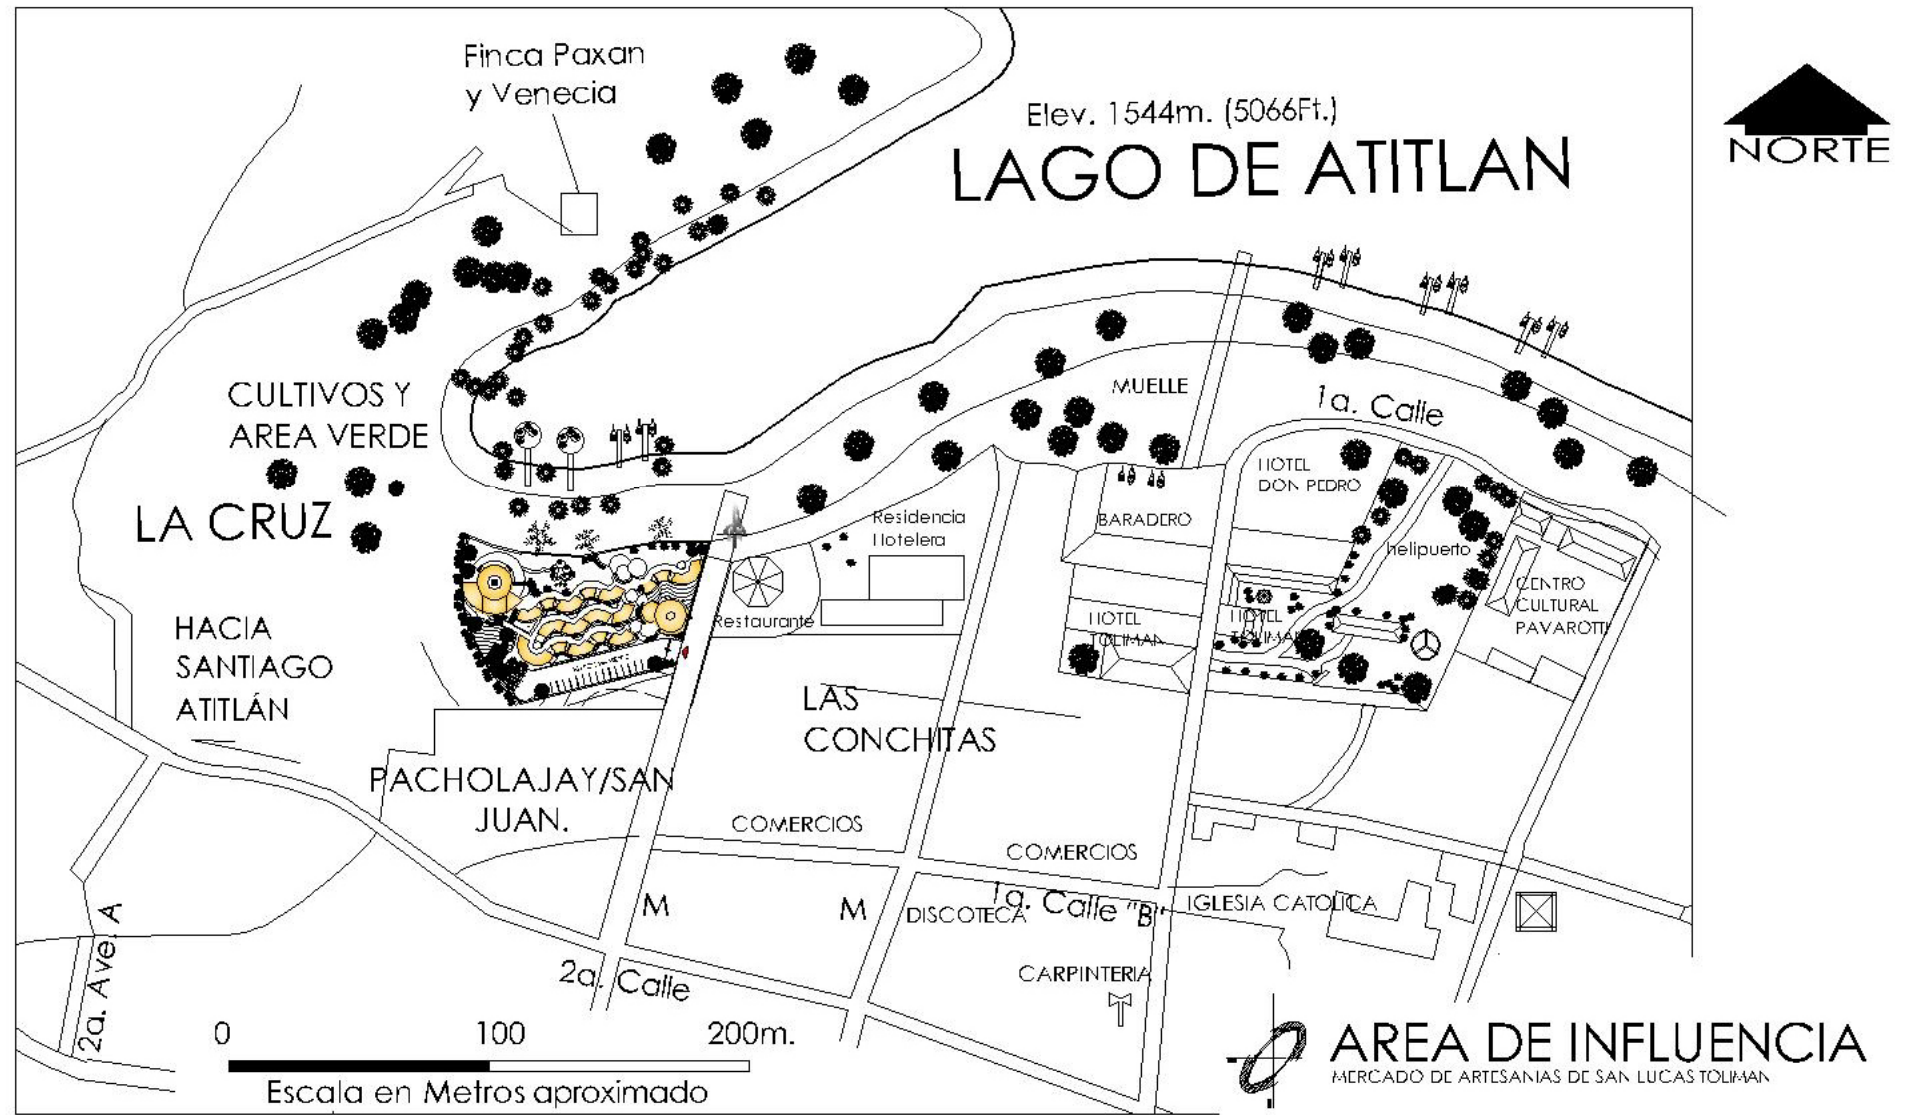 Finca Paxan
y Venecia
Elev. 1544m. (5066Ft.)
LAGO DE ATITLAN
NORTE
CULTIVOS Y
AREA VERDE
MUELLE
1a. Calle
HOTEL
DON PEDRO
LA CRUZ
Residencia
Hotelera
BARADERO
helipuerto
CENTRO
CULTURAL
PAVAROTTI
Restaurante
HOTEL
TOLIMAN
HOTEL
TOLIMAN
HACIA
SANTIAGO
ATITLÁN
LAS
CONCHITAS
PACHOLAJAY/SAN
JUAN.
COMERCIOS
COMERCIOS
M
M
DISCOTECA
1a. Calle "B"
IGLESIA CATOLICA
2a. Ave. A
2a. Calle
CARPINTERIA
0 100 200m.
Escala en Metros aproximado
AREA DE INFLUENCIA
MERCADO DE ARTESANIAS DE SAN LUCAS TOLIMAN